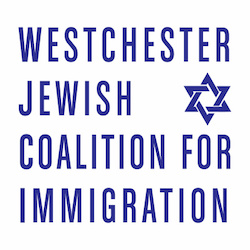 WESTCHESTER
JEWISH
COALITION FOR
IMMIGRATION